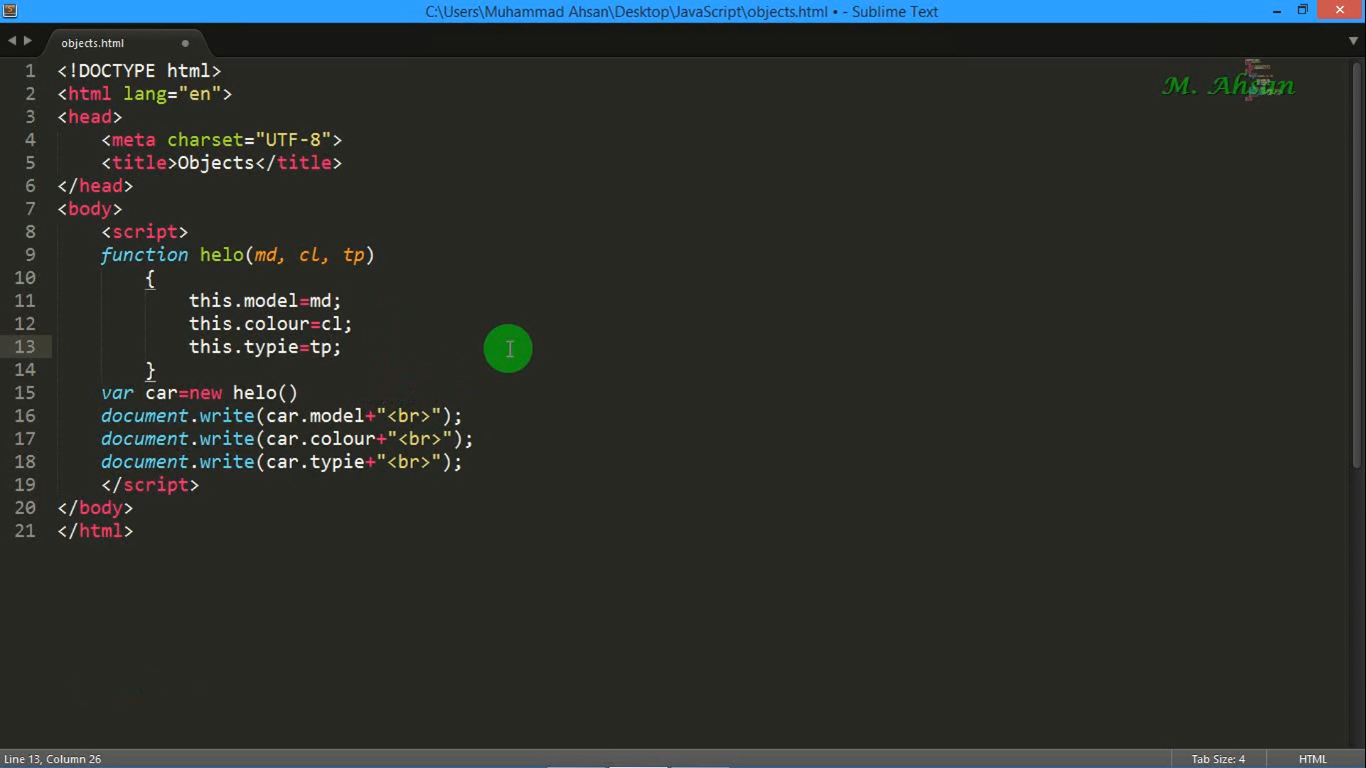 C:\Users\Muhammad Ahsan\Desktop\JavaScript\objects.html • - Sublime Text
objects.html
M. Ahsan
1 <!DOCTYPE html>
2 <html lang="en">
3 <head>
4 <meta charset="UTF-8">
5 <title>Objects</title>
6 </head>
7 <body>
8 <script>
9 function helo(md, cl, tp)
10 {
11 this.model=md;
12 this.colour=cl;
13 this.typie=tp;
14 }
15 var car=new helo()
16 document.write(car.model+"<br>");
17 document.write(car.colour+"<br>");
18 document.write(car.typie+"<br>");
19 </script>
20 </body>
21 </html>
Line 13, Column 26
Tab Size: 4
HTML